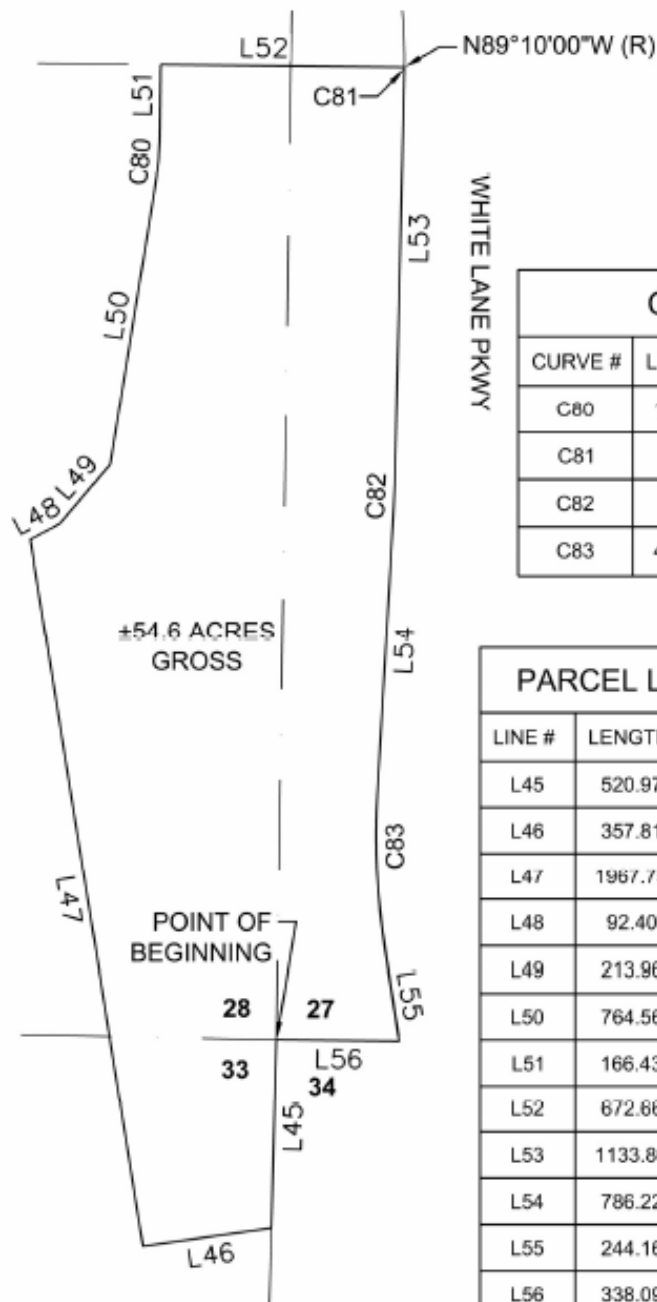 L52
N89°10'00"W (R)
C81
L51
C80
L53
WHITE LANE PKWY
L50
L49
L48
C82
±54.6 ACRES
GROSS
L54
C83
L47
POINT OF
BEGINNING
L55
28 27
33 34
L56
L45
L46
C
CURVE # L
C80
C81
C82
C83 4
PARCEL L
LINE # LENGT
L45 520.97
L46 357.81
L47 1967.7
L48 92.40
L49 213.96
L50 764.56
L51 166.43
L52 672.66
L53 1133.8
L54 786.22
L55 244.16
L56 338.09